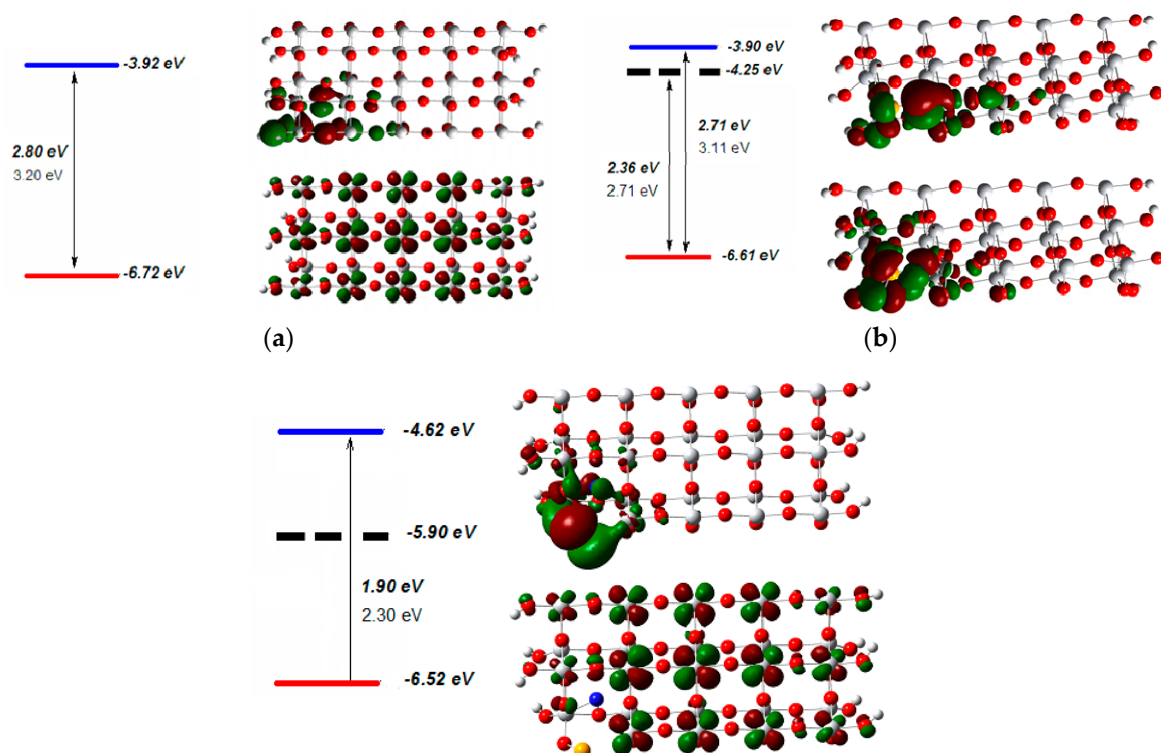 -3.92 eV
2.80 eV
3.20 eV
-6.72 eV
(a)
-3.90 eV
-4.25 eV
2.71 eV
3.11 eV
2.36 eV
2.71 eV
-6.61 eV
(b)
-4.62 eV
-5.90 eV
1.90 eV
2.30 eV
-6.52 eV